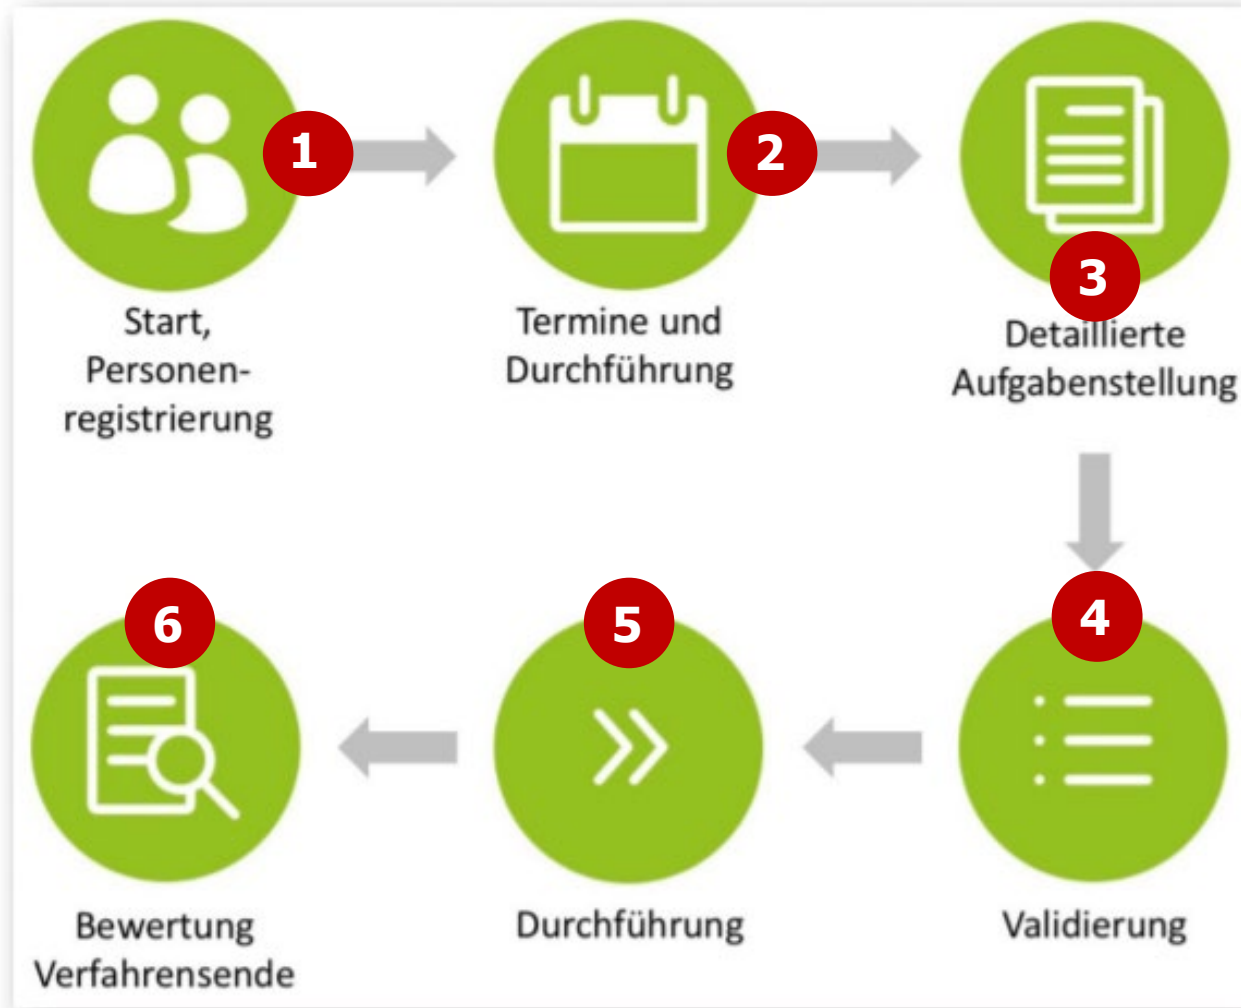 1
Start,
Personen-
registrierung
2
Termine und
Durchführung
3
Detaillierte
Aufgabenstellung
4
Validierung
5
Durchführung
6
Bewertung
Verfahrensende